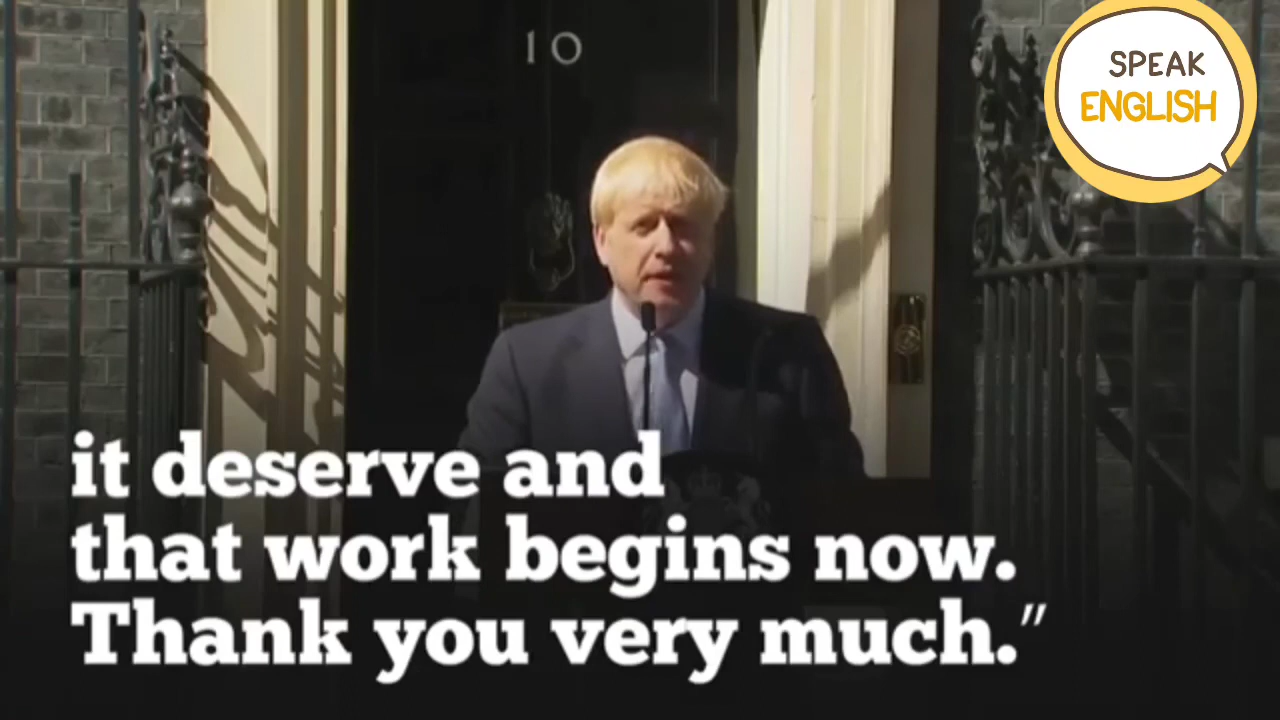 10
SPEAK
ENGLISH
it deserve and
that work begins now.
Thank you very much.”